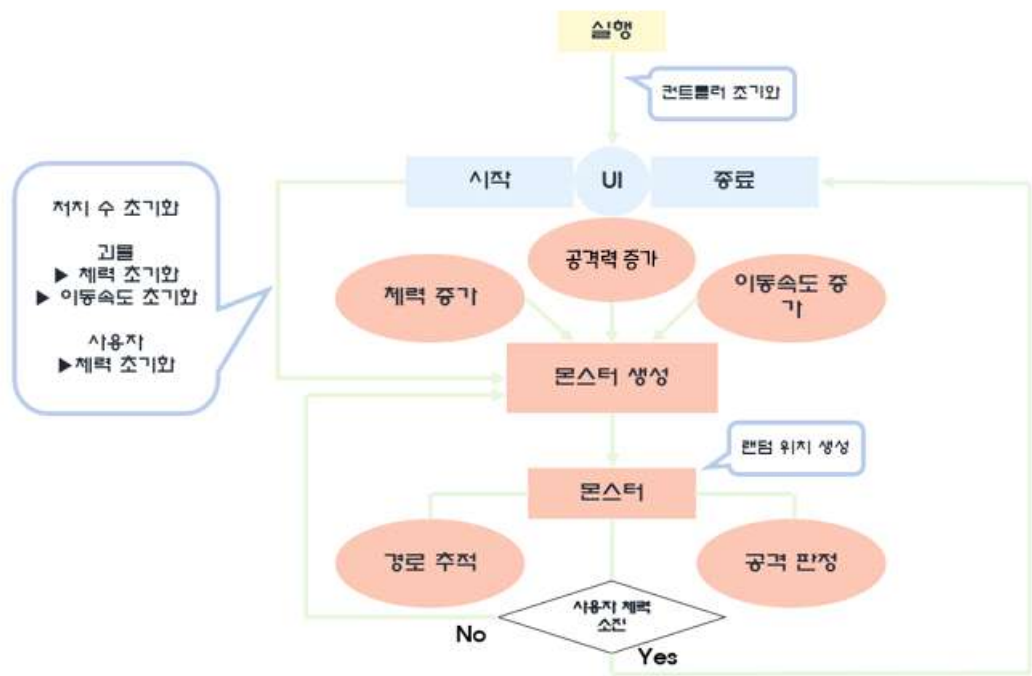 실행
컨트롤러 초기화
시작
UI
종료
처치 수 초기화
괴물
▶ 체력 초기화
▶ 이동속도 초기화
사용자
▶체력 초기화
공격력 증가
체력 증가
이동속도 증
가
몬스터 생성
랜덤 위치 생성
몬스터
경로 추적
공격 판정
사용자 체력
소진
No
Yes